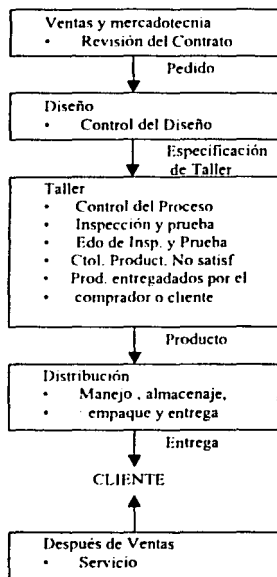 Ventas y mercadotecnia
• Revisión del Contrato
Pedido
Diseño
• Control del Diseño
Especificación
de Taller
Taller
• Control del Proceso
• Inspección y prueba
• Edo de Insp. y Prueba
• Ctol. Product. No satisf
• Prod. entregadados por el
• comprador o cliente
Producto
Distribución
• Manejo , almacenaje,
• empaque y entrega
Entrega
CLIENTE
Después de Ventas
• Servicio